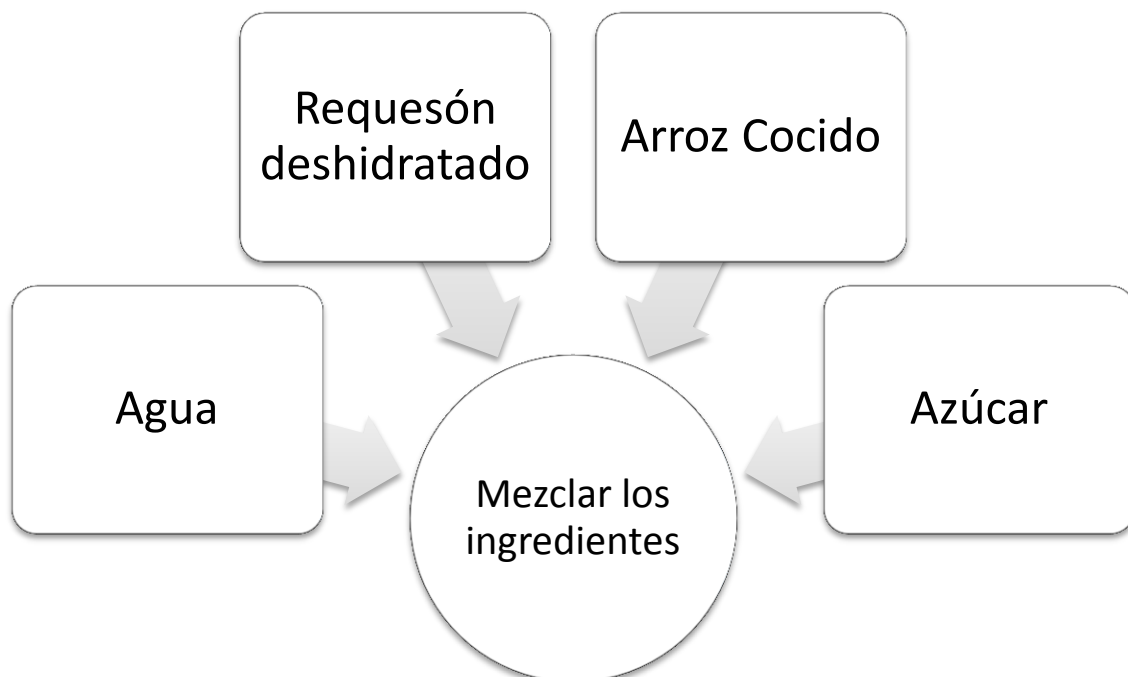 Requesón
deshidratado
Arroz Cocido
Agua
Azúcar
Mezclar los
ingredientes